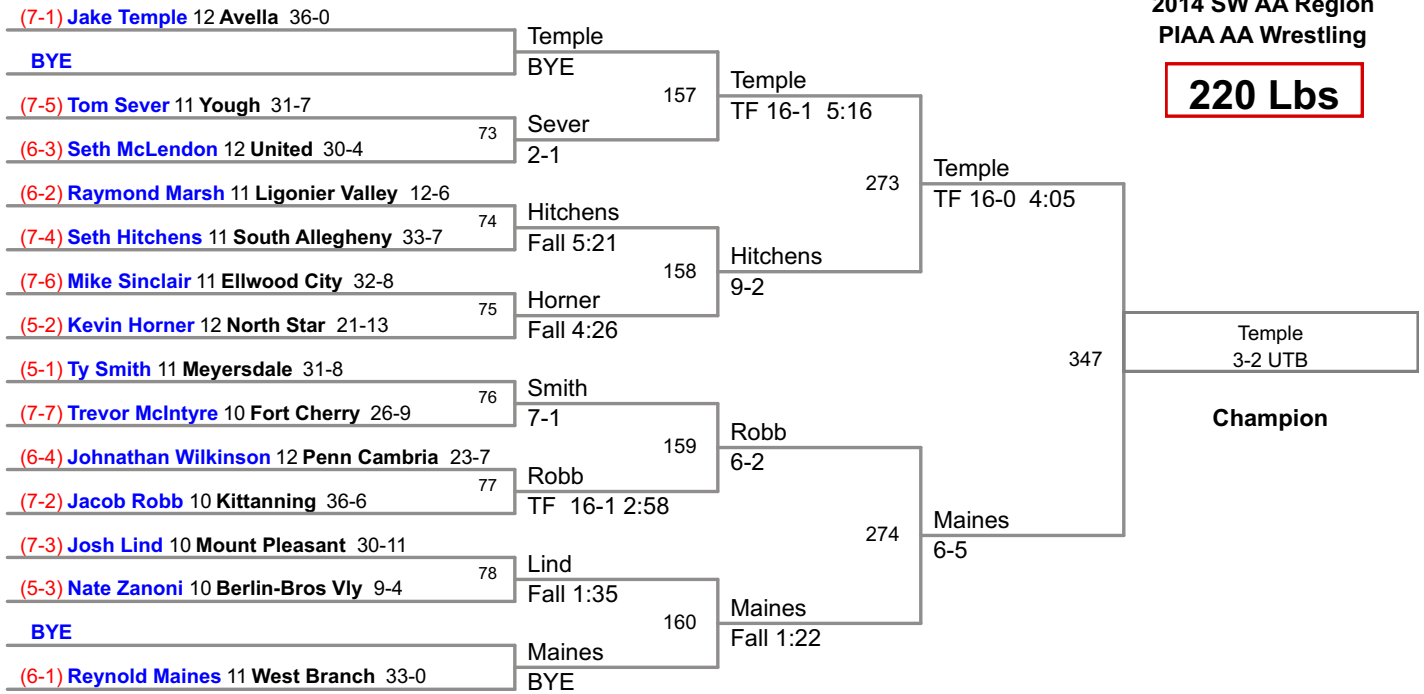 2014 SW AA Region
PIAA AA Wrestling
220 Lbs
(7-1) Jake Temple 12 Avella 36-0
BYE
(7-5) Tom Sever 11 Yough 31-7
(6-3) Seth McLendon 12 United 30-4
(6-2) Raymond Marsh 11 Ligonier Valley 12-6
(7-4) Seth Hitchens 11 South Allegheny 33-7
(7-6) Mike Sinclair 11 Ellwood City 32-8
(5-2) Kevin Horner 12 North Star 21-13
(5-1) Ty Smith 11 Meyersdale 31-8
(7-7) Trevor McIntyre 10 Fort Cherry 26-9
(6-4) Johnathan Wilkinson 12 Penn Cambria 23-7
(7-2) Jacob Robb 10 Kittanning 36-6
(7-3) Josh Lind 10 Mount Pleasant 30-11
(5-3) Nate Zanoni 10 Berlin-Bros Vly 9-4
BYE
(6-1) Reynold Maines 11 West Branch 33-0
Temple
BYE
73
Sever
2-1
74
Hitchens
Fall 5:21
75
Horner
Fall 4:26
76
Smith
7-1
77
Robb
TF 16-1 2:58
78
Lind
Fall 1:35
Maines
BYE
157
Temple
TF 16-1 5:16
158
Hitchens
9-2
159
Robb
6-2
160
Maines
Fall 1:22
273
Temple
TF 16-0 4:05
274
Maines
6-5
347
Temple
3-2 UTB
Champion